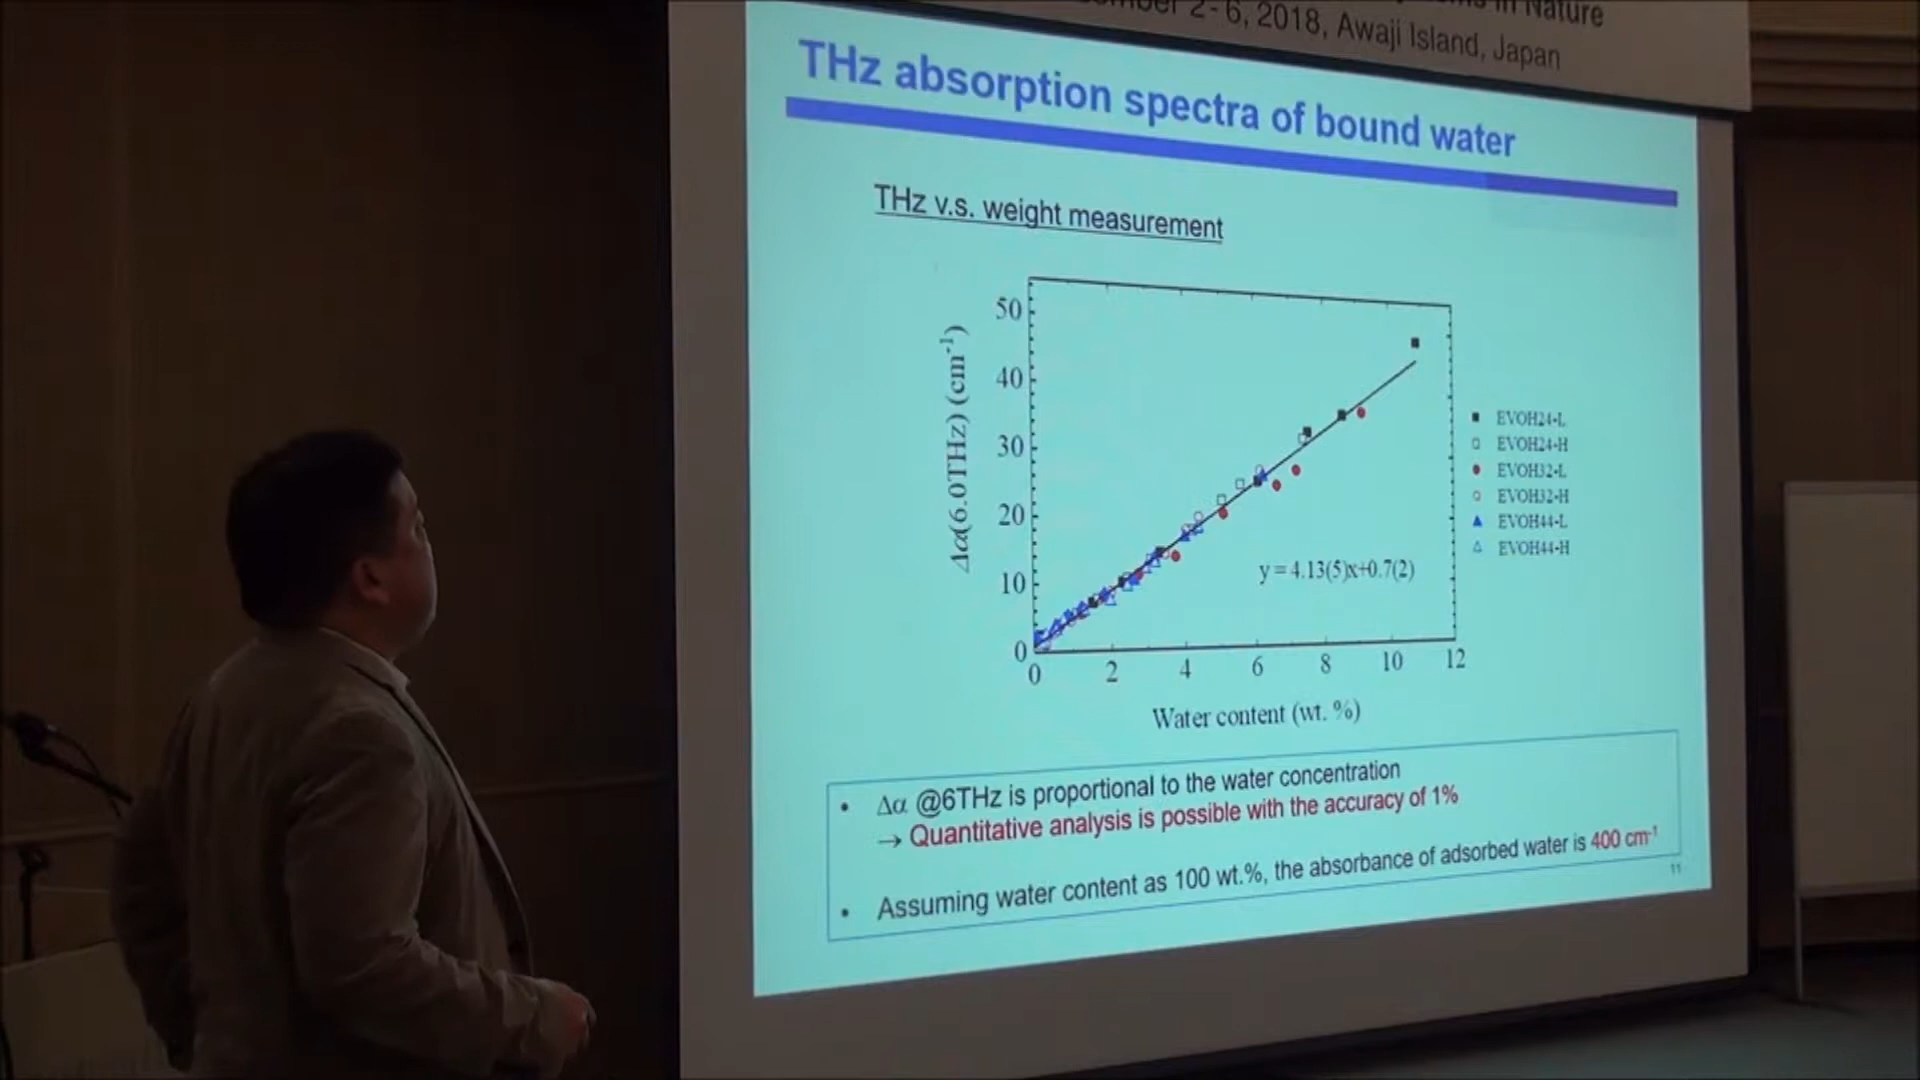 in Nature
2-6, 2018, Awaji Island, Japan
THz absorption spectra of bound water
THz v.s. weight measurement
50
40
30
20
10
0
Δα(6.0THz) (cm⁻¹)
y = 4.13(5)x+0.7(2)
0 2 4 6 8 10 12
Water content (wt. %)
EVOH24-L
EVOH24-H
EVOH32-L
EVOH32-H
EVOH44-L
EVOH44-H
• Δα @6THz is proportional to the water concentration
→ Quantitative analysis is possible with the accuracy of 1%
• Assuming water content as 100 wt.%, the absorbance of adsorbed water is 400 cm⁻¹
11